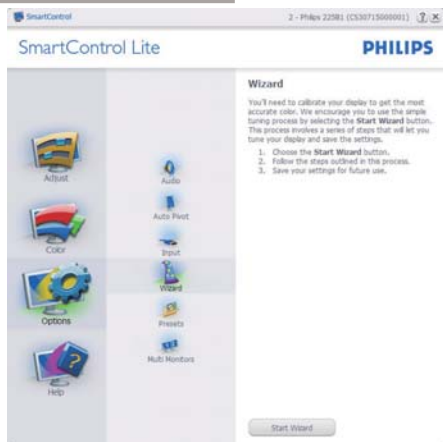 SmartControl
2 - Philips 225B1 (CS30715000001)
SmartControl Lite
PHILIPS
Adjust
Color
Options
Help
Audio
Auto Pivot
Input
Wizard
Presets
Multi Monitors
Wizard
You'll need to calibrate your display to get the most
accurate color. We encourage you to use the simple
tuning process by selecting the Start Wizard button.
This process involves a series of steps that will let you
tune your display and save the settings.
1. Choose the Start Wizard button.
2. Follow the steps outlined in this process.
3. Save your settings for future use.
Start Wizard